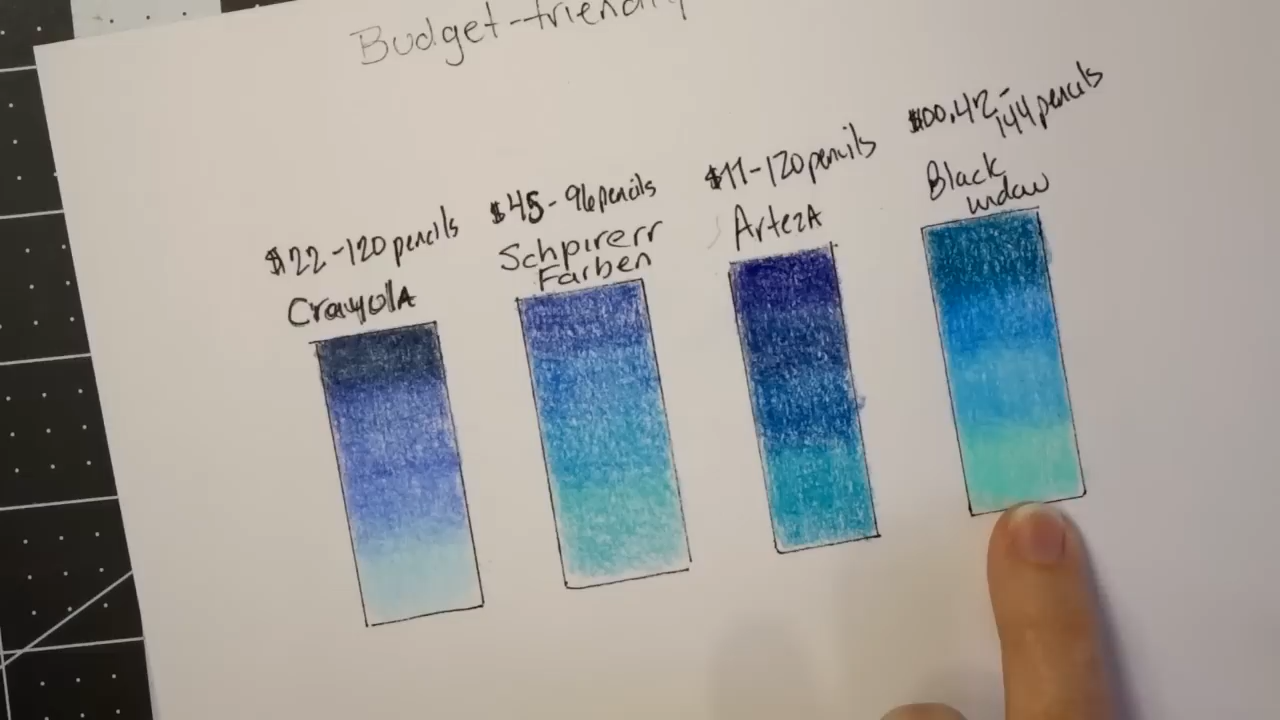 Budget-friendly
$22-120 pencils
CrayolA
$45-96 pencils
Schpirerr
Farben
$77-120 pencils
ArtezA
$100.42-
144 pencils
Black
widow